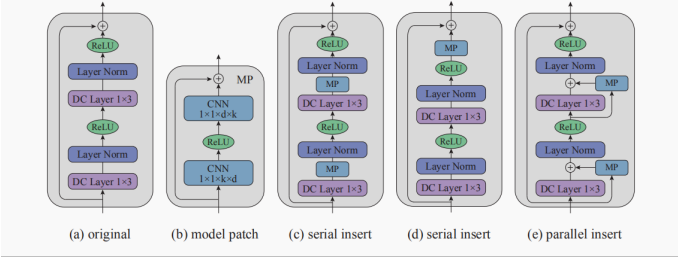 ReLU
Layer Norm
DC Layer 1×3
ReLU
Layer Norm
DC Layer 1×3
(a) original
MP
CNN
1×1×d×k
ReLU
CNN
1×1×k×d
(b) model patch
ReLU
Layer Norm
MP
DC Layer 1×3
ReLU
Layer Norm
MP
DC Layer 1×3
(c) serial insert
MP
ReLU
Layer Norm
DC Layer 1×3
ReLU
Layer Norm
DC Layer 1×3
(d) serial insert
ReLU
Layer Norm
MP
DC Layer 1×3
ReLU
Layer Norm
MP
DC Layer 1×3
(e) parallel insert